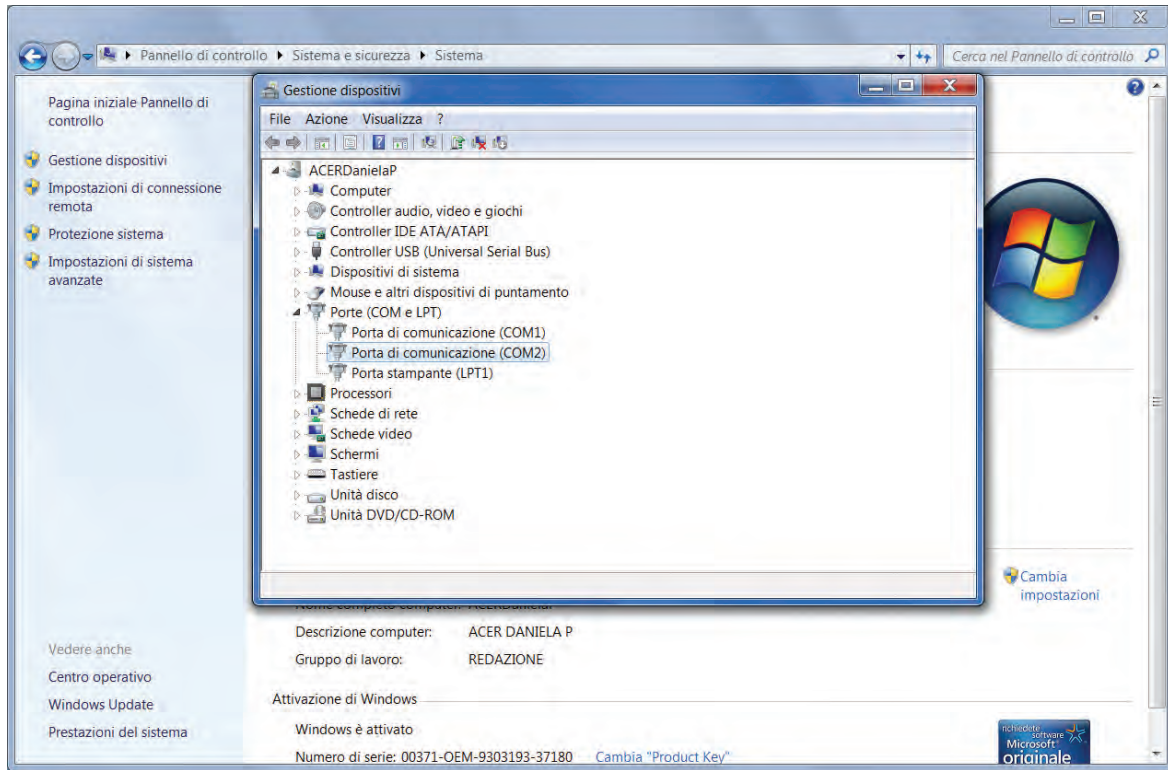 Pannello di controllo ▸ Sistema e sicurezza ▸ Sistema
Cerca nel Pannello di controllo
Pagina iniziale Pannello di
controllo
Gestione dispositivi
Impostazioni di connessione
remota
Protezione sistema
Impostazioni di sistema
avanzate
Vedere anche
Centro operativo
Windows Update
Prestazioni del sistema
Gestione dispositivi
File Azione Visualizza ?
ACERDanielaP
Computer
Controller audio, video e giochi
Controller IDE ATA/ATAPI
Controller USB (Universal Serial Bus)
Dispositivi di sistema
Mouse e altri dispositivi di puntamento
Porte (COM e LPT)
Porta di comunicazione (COM1)
Porta di comunicazione (COM2)
Porta stampante (LPT1)
Processori
Schede di rete
Schede video
Schermi
Tastiere
Unità disco
Unità DVD/CD-ROM
Cambia
impostazioni
Nome completo computer: ACERDanielaP
Descrizione computer: ACER DANIELA P
Gruppo di lavoro: REDAZIONE
Attivazione di Windows
Windows è attivato
Numero di serie: 00371-OEM-9303193-37180 Cambia "Product Key"
richiedete
software
Microsoft
originale